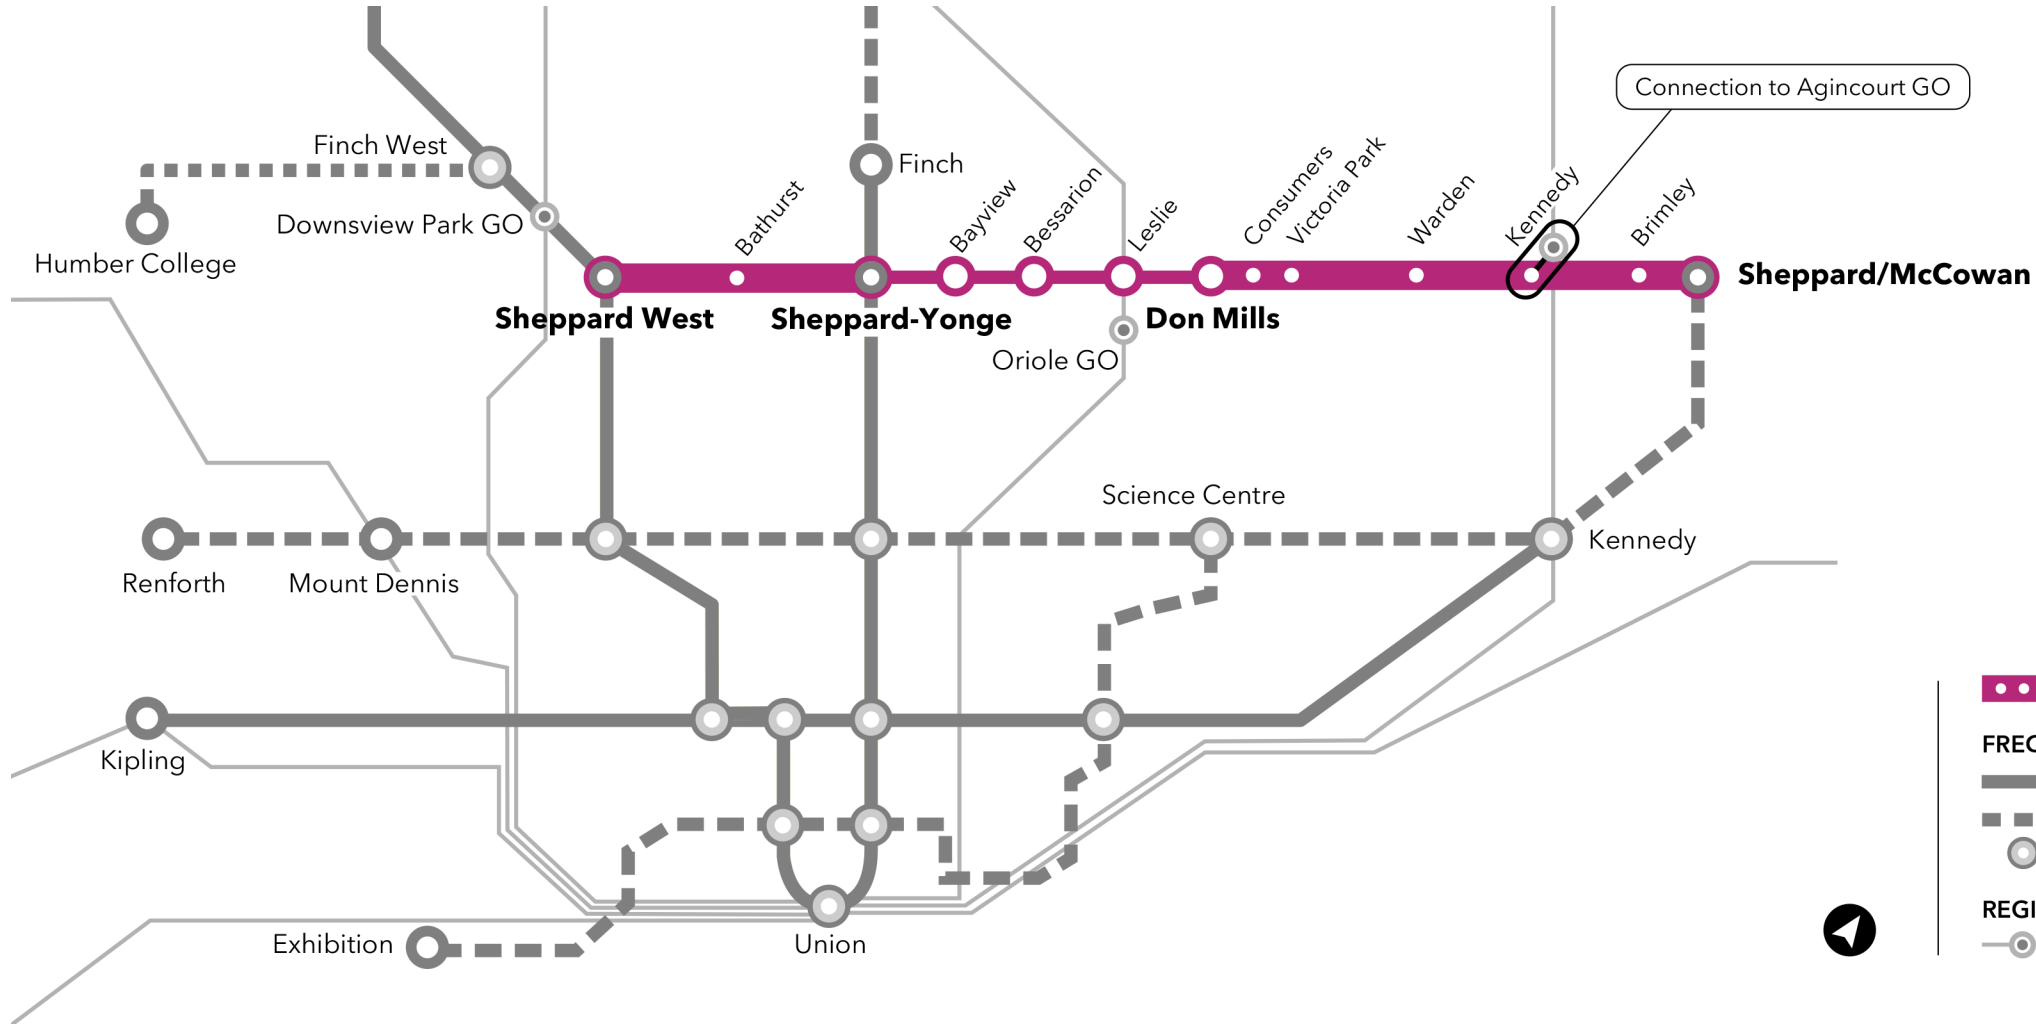 Connection to Agincourt GO
Finch West
Finch
Humber College
Downsview Park GO
Bathurst
Bayview
Bessarion
Leslie
Consumers
Victoria Park
Warden
Kennedy
Brimley
Sheppard/McCowan
Sheppard West
Sheppard-Yonge
Don Mills
Oriole GO
Science Centre
Kennedy
Renforth
Mount Dennis
Kipling
Exhibition
Union